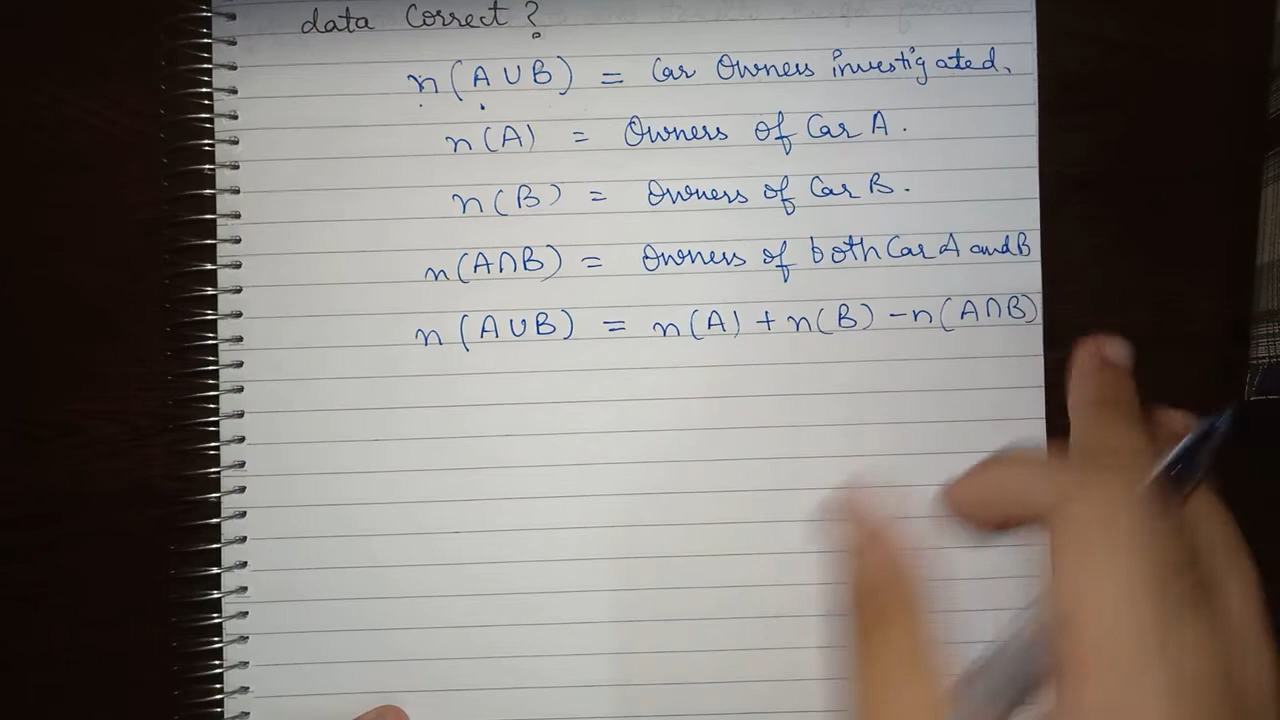 data Correct ?
n(A∪B) = Car Owners investigated.
n(A) = Owners of Car A.
n(B) = Owners of Car B.
n(A∩B) = Owners of both Car A and B
n(A∪B) = n(A) + n(B) - n(A∩B)